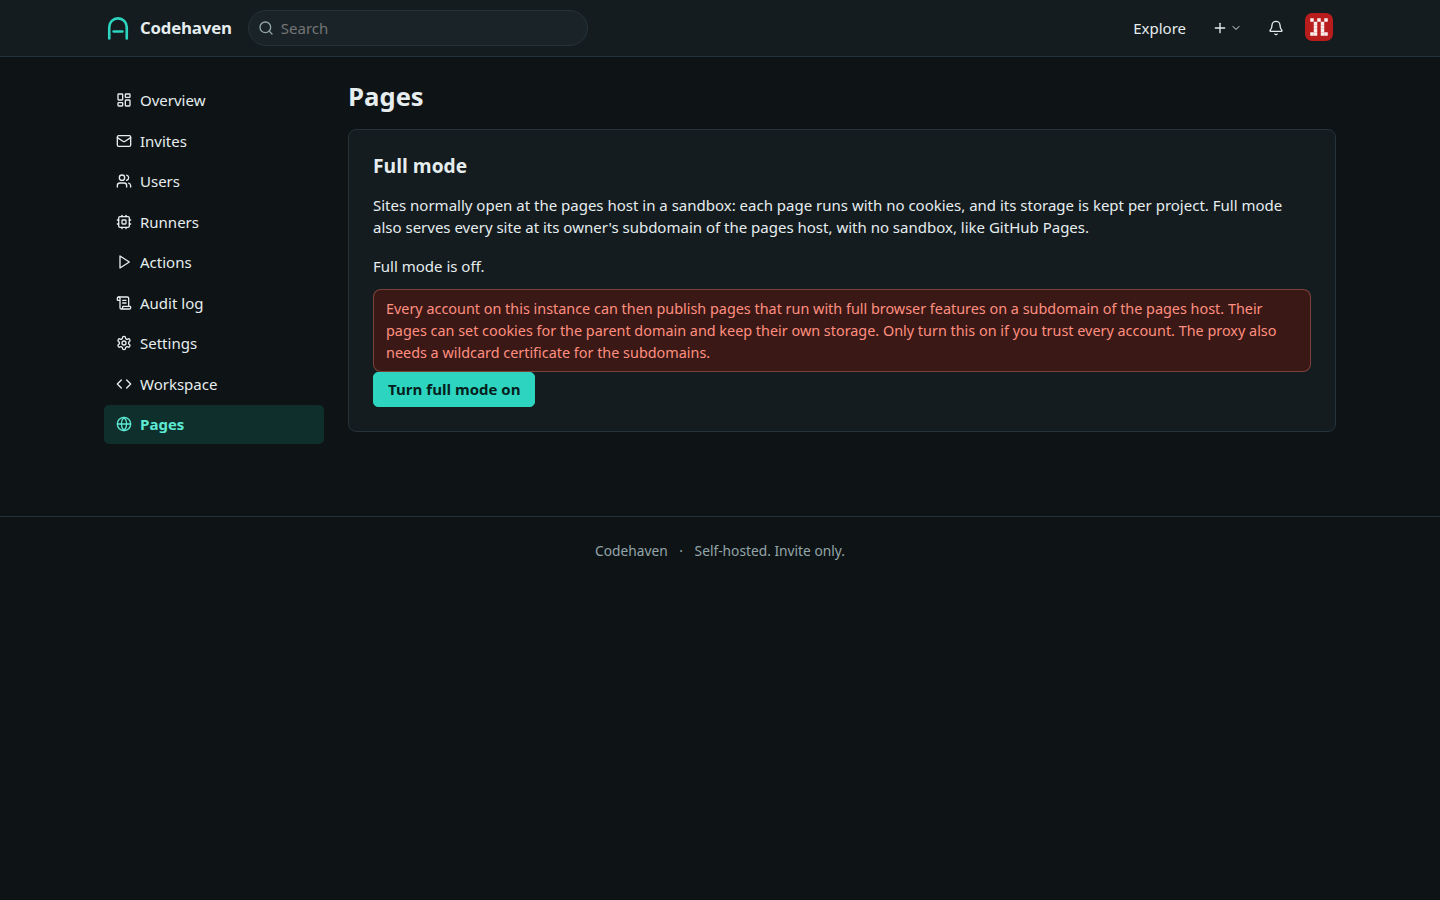 Codehaven
Search
Explore
Overview
Invites
Users
Runners
Actions
Audit log
Settings
Workspace
Pages
Pages
Full mode
Sites normally open at the pages host in a sandbox: each page runs with no cookies, and its storage is kept per project. Full mode
also serves every site at its owner's subdomain of the pages host, with no sandbox, like GitHub Pages.
Full mode is off.
Every account on this instance can then publish pages that run with full browser features on a subdomain of the pages host. Their
pages can set cookies for the parent domain and keep their own storage. Only turn this on if you trust every account. The proxy also
needs a wildcard certificate for the subdomains.
Turn full mode on
Codehaven · Self-hosted. Invite only.